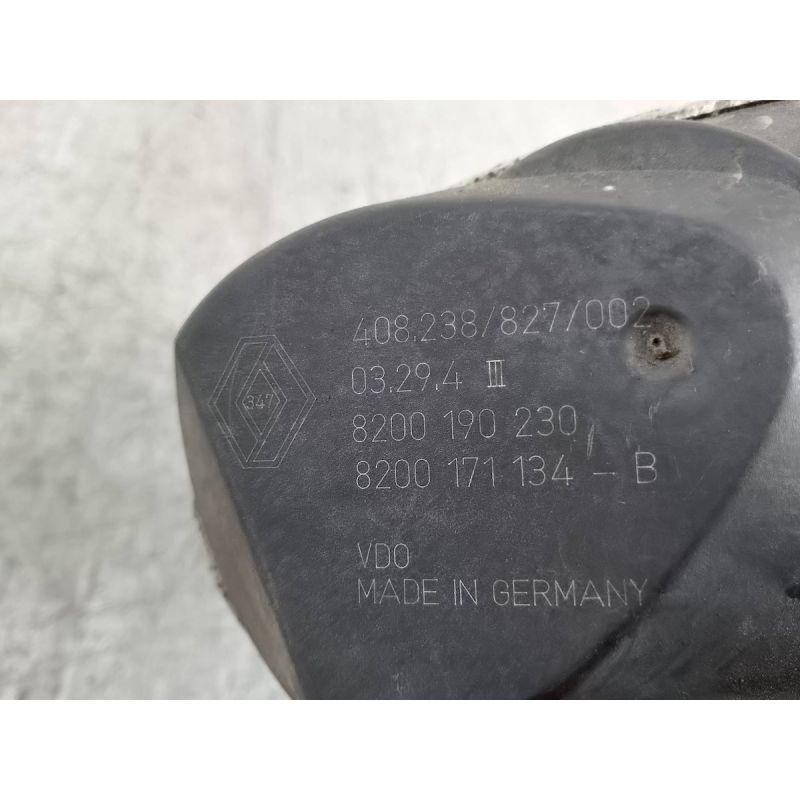 408.238/827/002
03.29.4 III
347
8200 190 230
8200 171 134 - B
VDO
MADE IN GERMANY